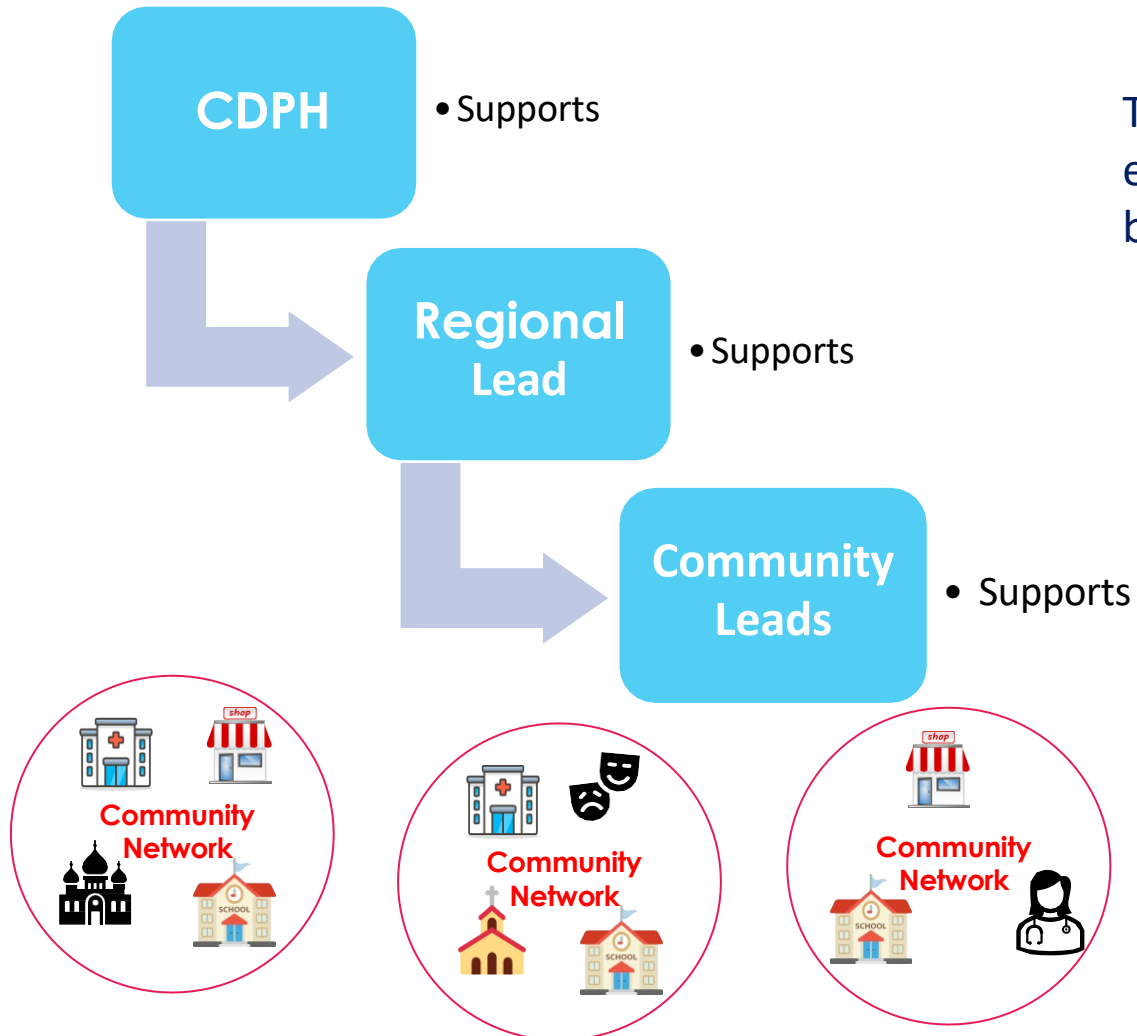 CDPH
• Supports
T
e
b
Regional
Lead
• Supports
Community
Leads
• Supports
shop
Community
Network
SCHOOL
Community
Network
SCHOOL
shop
Community
Network
SCHOOL